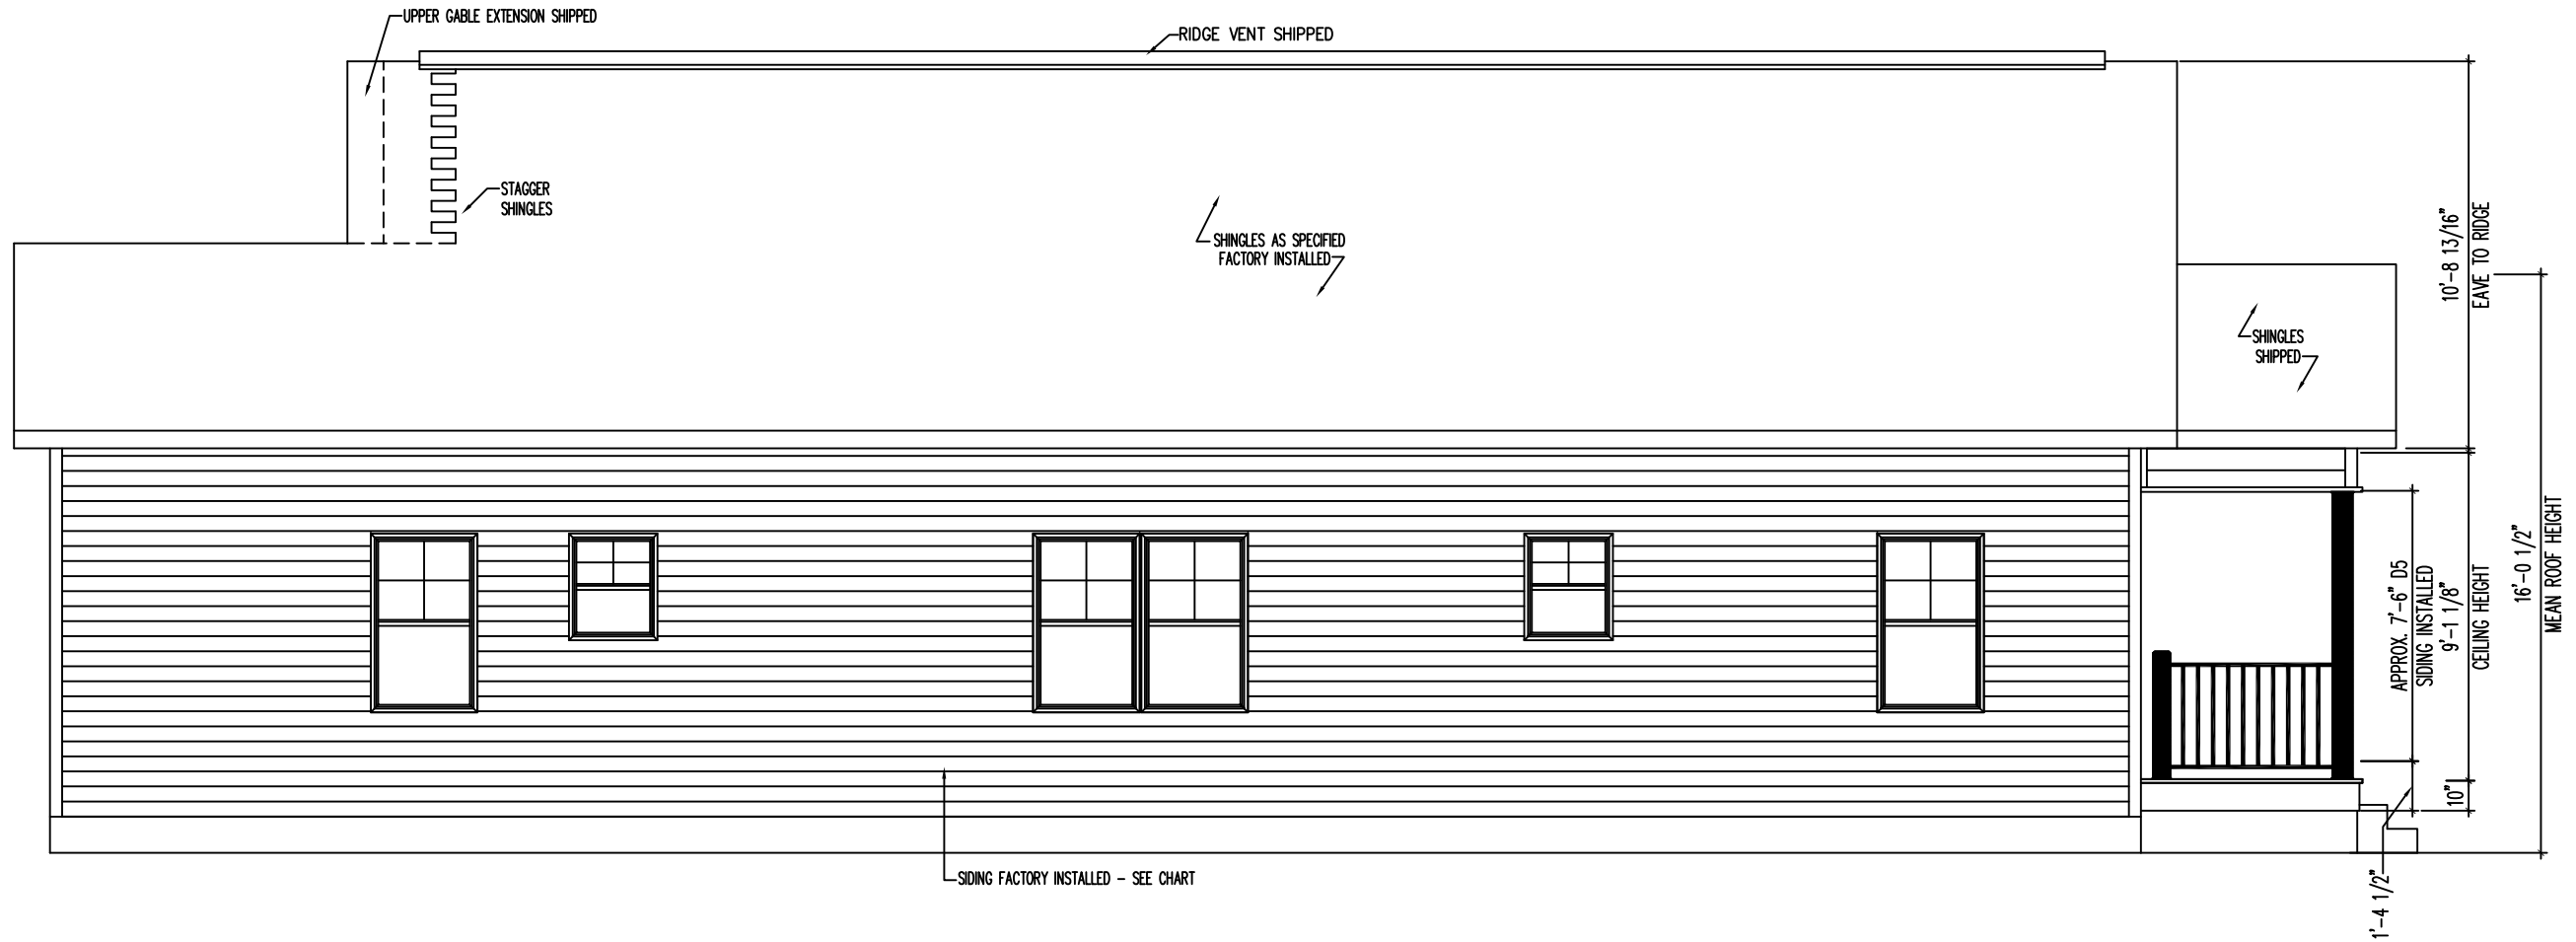 UPPER GABLE EXTENSION SHIPPED
RIDGE VENT SHIPPED
STAGGER
SHINGLES
SHINGLES AS SPECIFIED
FACTORY INSTALLED
SHINGLES
SHIPPED
10'-8 13/16"
EAVE TO RIDGE
APPROX. 7'-6" D5
SIDING INSTALLED
9'-1 1/8"
CEILING HEIGHT
16'-0 1/2"
MEAN ROOF HEIGHT
10"
1'-4 1/2"
SIDING FACTORY INSTALLED - SEE CHART